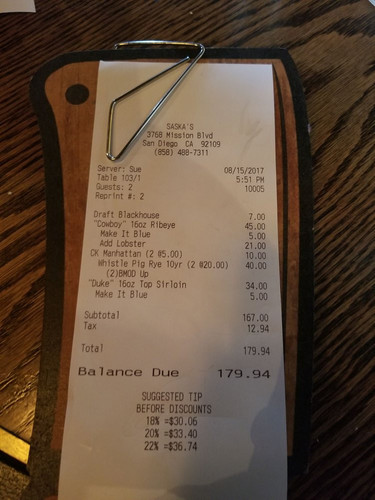 SASKA'S
3768 Mission Blvd
San Diego CA 92109
(858) 488-7311
Server: Sue 08/15/2017
Table 103/1 5:51 PM
Guests: 2 10005
Reprint #: 2
Draft Blackhouse 7.00
"Cowboy" 16oz Ribeye 45.00
Make It Blue 5.00
Add Lobster 21.00
CK Manhattan (2 @5.00) 10.00
Whistle Pig Rye 10yr (2 @20.00) 40.00
(2)BMOD Up
"Duke" 16oz Top Sirloin 34.00
Make It Blue 5.00
Subtotal 167.00
Tax 12.94
Total 179.94
Balance Due 179.94
SUGGESTED TIP
BEFORE DISCOUNTS
18% =$30.06
20% =$33.40
22% =$36.74